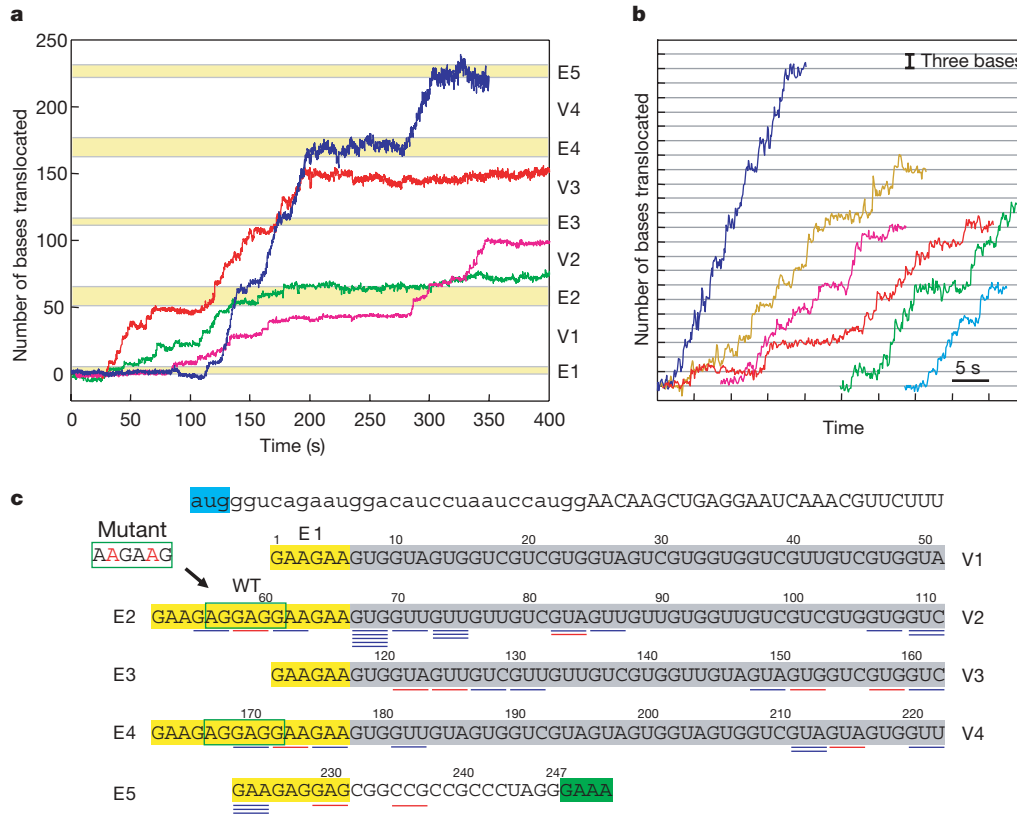 a
b
250
200
150
100
50
0
Number of bases translocated
E5
V4
E4
V3
E3
V2
E2
V1
E1
0 50 100 150 200 250 300 350 400
Time (s)
Number of bases translocated
Three bases
5 s
Time
c
augggucagaauggacauccuaauccauggAACAAGCUGAGGAAUCAAACGUUCUUU
Mutant
AAGAAG
E1
1 10 20 30 40 50
GAAGAAGUGGUAGUGGUCGUCGUGGUAGUCGUGGUGGUCGUUGUCGUGGUA V1
WT
60 70 80 90 100 110
E2 GAAGAGGAGGAAGAAGUGGUUGUUGUUGUCGUAGUUGUCGUGGUGGUUGUCGUGGUGGUC V2
120 130 140 150 160
E3 GAAGAAGUGGUAGUUGUCGUUGUUGUCGUGGUUGUAGUAGUGGUCGUGGUC V3
170 180 190 200 210 220
E4 GAAGAGGAGGAAGAAGUGGUUGUAGUGGUCGUAGUAGUGGUAGUGGUCGUAGUAGUGGUU V4
230 240 247
E5 GAAGAGGAGCGGCCGCCGCCCUAGGGAAA